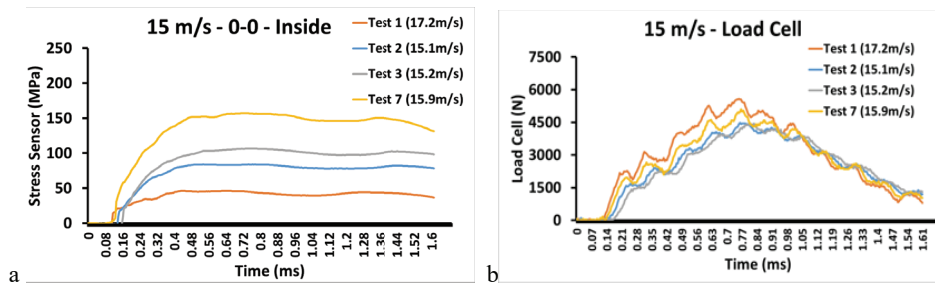 15 m/s - 0-0 - Inside
Stress Sensor (MPa)
250
200
150
100
50
0
Test 1 (17.2m/s)
Test 2 (15.1m/s)
Test 3 (15.2m/s)
Test 7 (15.9m/s)
0 0.08 0.16 0.24 0.32 0.4 0.48 0.56 0.64 0.72 0.8 0.88 0.96 1.04 1.12 1.2 1.28 1.36 1.44 1.52 1.6
Time (ms)
a
15 m/s - Load Cell
Load Cell (N)
7500
6000
4500
3000
1500
0
Test 1 (17.2m/s)
Test 2 (15.1m/s)
Test 3 (15.2m/s)
Test 7 (15.9m/s)
0 0.07 0.14 0.21 0.28 0.35 0.42 0.49 0.56 0.63 0.7 0.77 0.84 0.91 0.98 1.05 1.12 1.19 1.26 1.33 1.4 1.47 1.54 1.61
Time (ms)
b